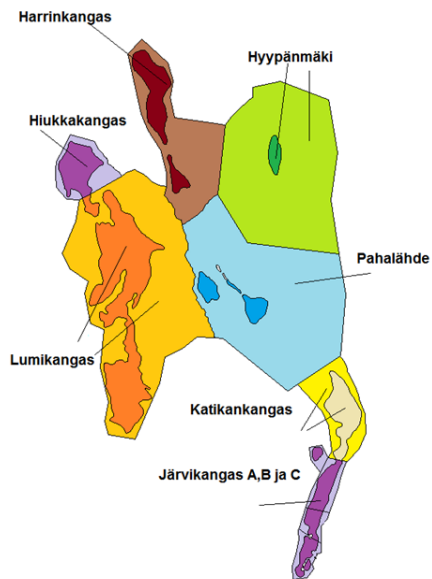 Harrinkangas
Hyypänmäki
Hiukkakangas
Pahalähde
Lumikangas
Katikankangas
Järvikangas A,B ja C